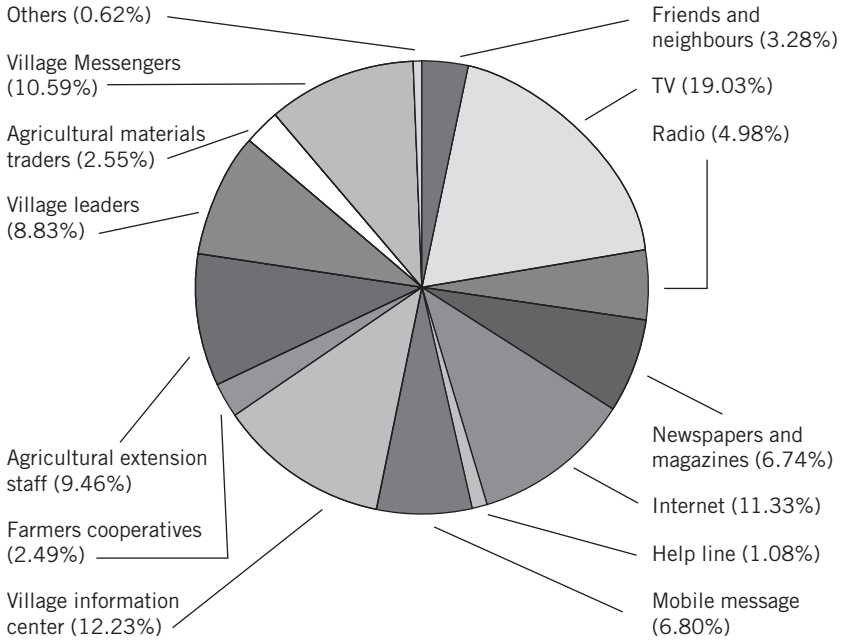 Others (0.62%)
Village Messengers
(10.59%)
Agricultural materials
traders (2.55%)
Village leaders
(8.83%)
Agricultural extension
staff (9.46%)
Farmers cooperatives
(2.49%)
Village information
center (12.23%)
Friends and
neighbours (3.28%)
TV (19.03%)
Radio (4.98%)
Newspapers and
magazines (6.74%)
Internet (11.33%)
Help line (1.08%)
Mobile message
(6.80%)